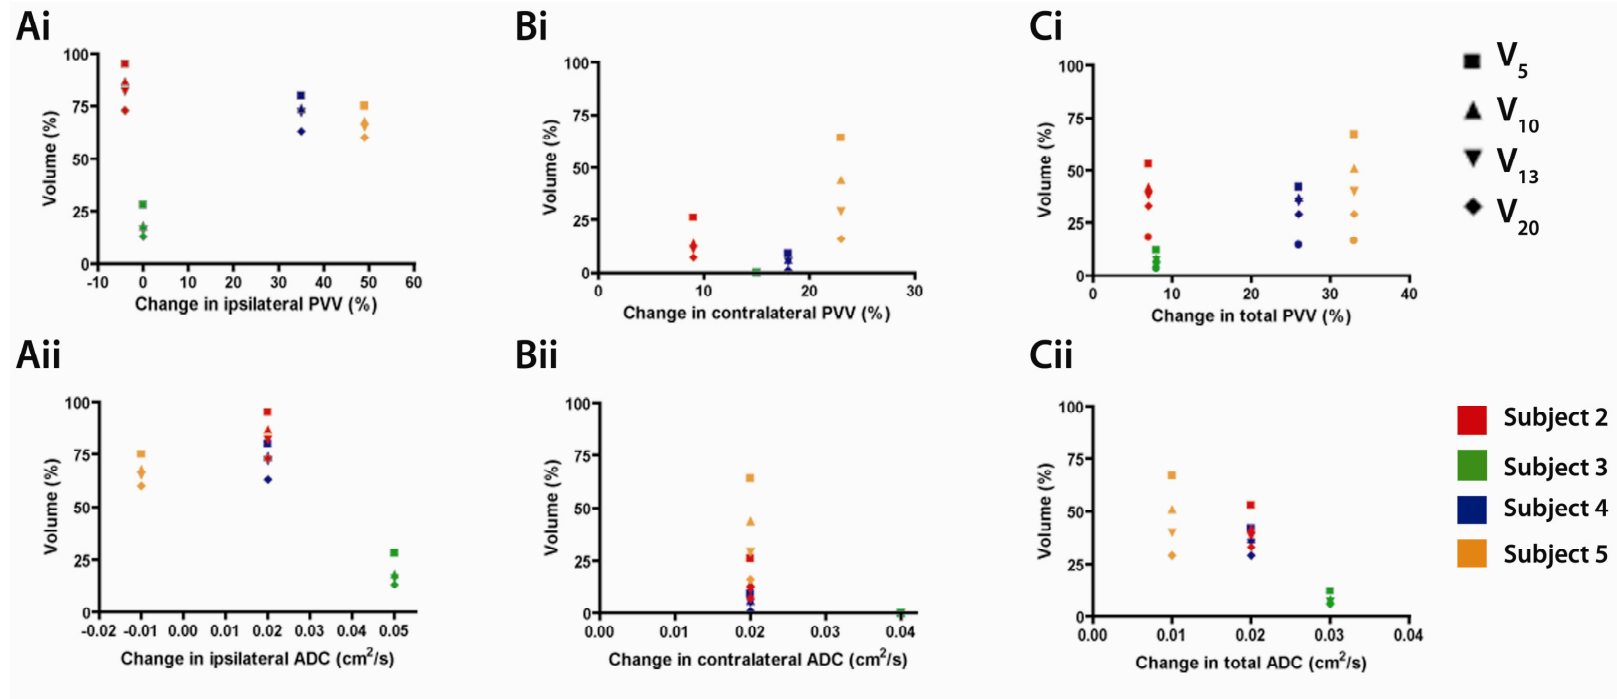 Ai
100
75
50
25
0
-10 0 10 20 30 40 50 60
Volume (%)
Change in ipsilateral PVV (%)
Bi
100
75
50
25
0
0 10 20 30
Volume (%)
Change in contralateral PVV (%)
Ci
100
75
50
25
0
0 10 20 30 40
Volume (%)
Change in total PVV (%)
V5
V10
V13
V20
Aii
100
75
50
25
0
-0.02 -0.01 0.00 0.01 0.02 0.03 0.04 0.05
Volume (%)
Change in ipsilateral ADC (cm²/s)
Bii
100
75
50
25
0
0.00 0.01 0.02 0.03 0.04
Volume (%)
Change in contralateral ADC (cm²/s)
Cii
100
75
50
25
0
0.00 0.01 0.02 0.03 0.04
Volume (%)
Change in total ADC (cm²/s)
Subject 2
Subject 3
Subject 4
Subject 5